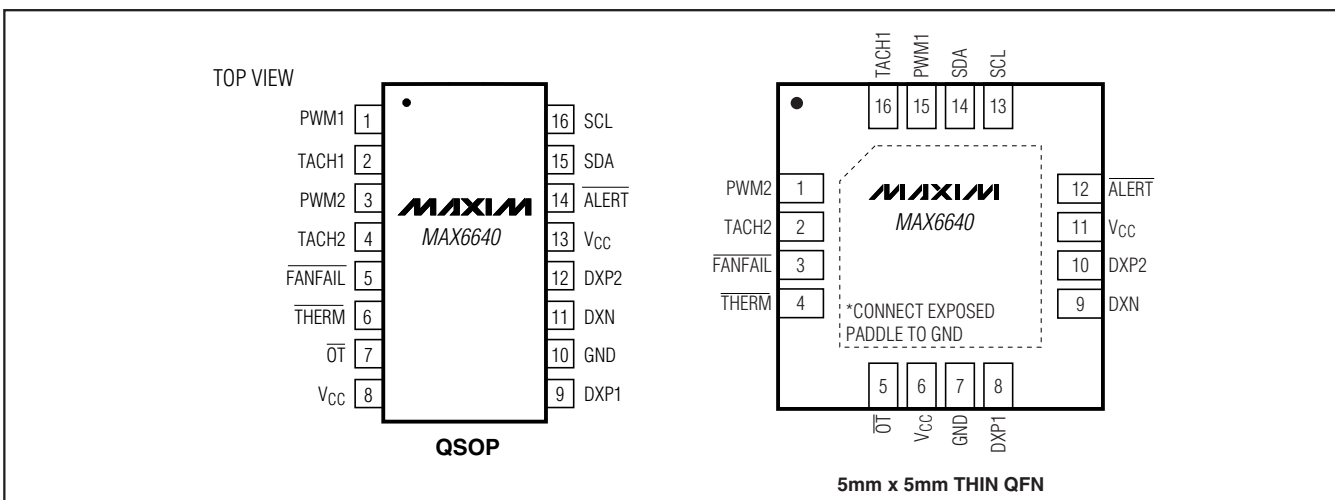 TOP VIEW
PWM1 1
TACH1 2
PWM2 3
TACH2 4
FANFAIL 5
THERM 6
OT 7
VCC 8
16 SCL
15 SDA
14 ALERT
13 VCC
12 DXP2
11 DXN
10 GND
9 DXP1
MAXIM
MAX6640
QSOP
TACH1 PWM1 SDA SCL
16 15 14 13
PWM2 1
TACH2 2
FANFAIL 3
THERM 4
12 ALERT
11 VCC
10 DXP2
9 DXN
MAXIM
MAX6640
*CONNECT EXPOSED
PADDLE TO GND
5 6 7 8
OT VCC GND DXP1
5mm x 5mm THIN QFN